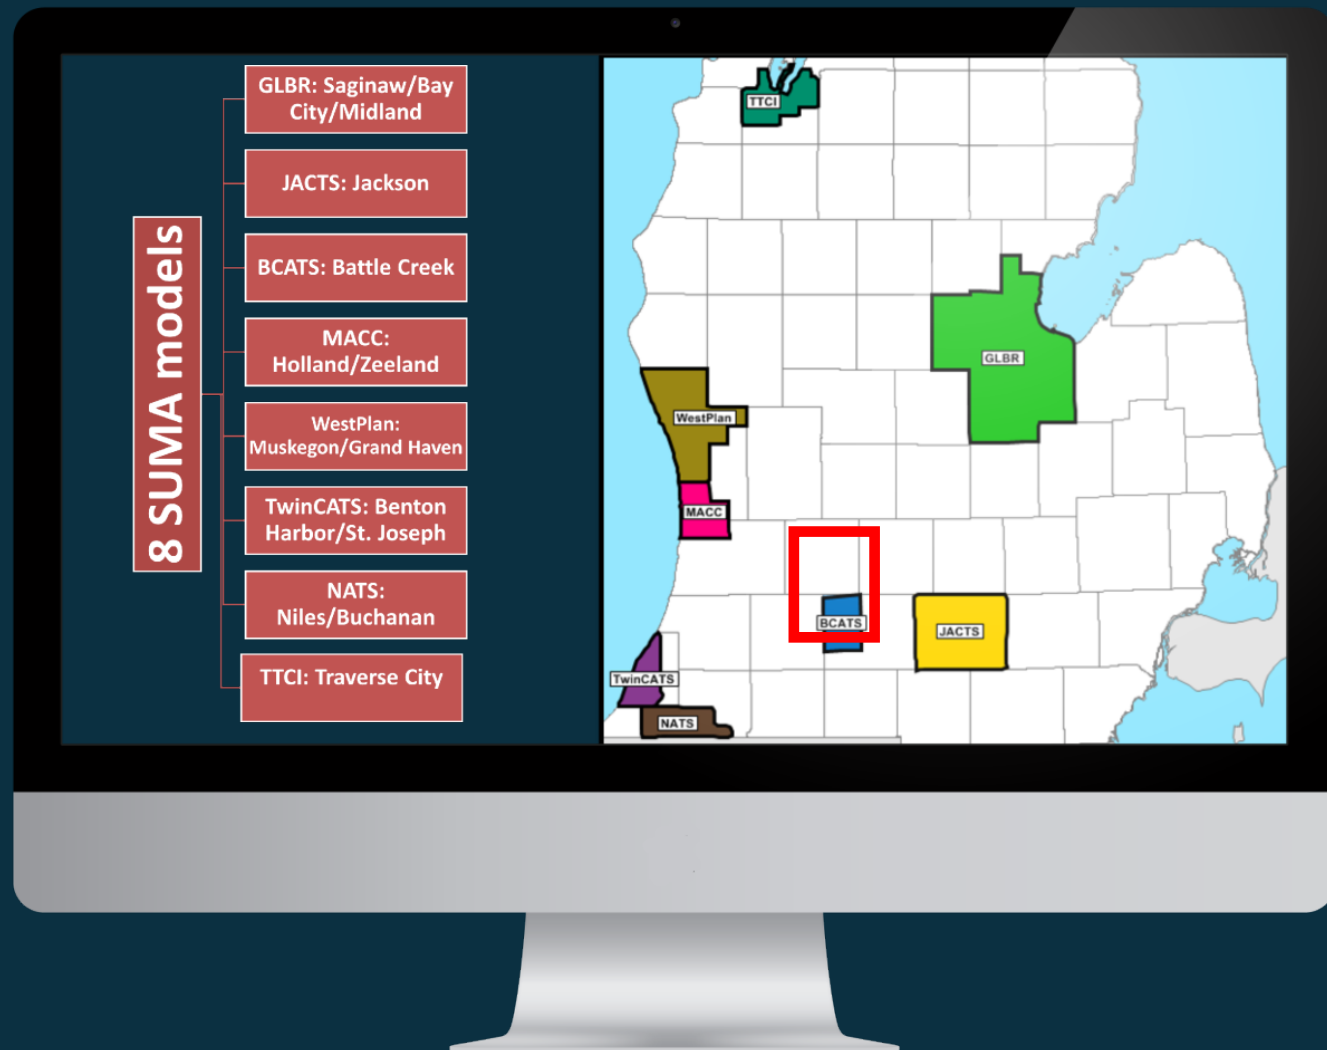 8 SUMA models
GLBR: Saginaw/Bay
City/Midland
JACTS: Jackson
BCATS: Battle Creek
MACC:
Holland/Zeeland
WestPlan:
Muskegon/Grand Haven
TwinCATS: Benton
Harbor/St. Joseph
NATS:
Niles/Buchanan
TTCI: Traverse City
TTCI
GLBR
WestPlan
MACC
BCATS
JACTS
TwinCATS
NATS